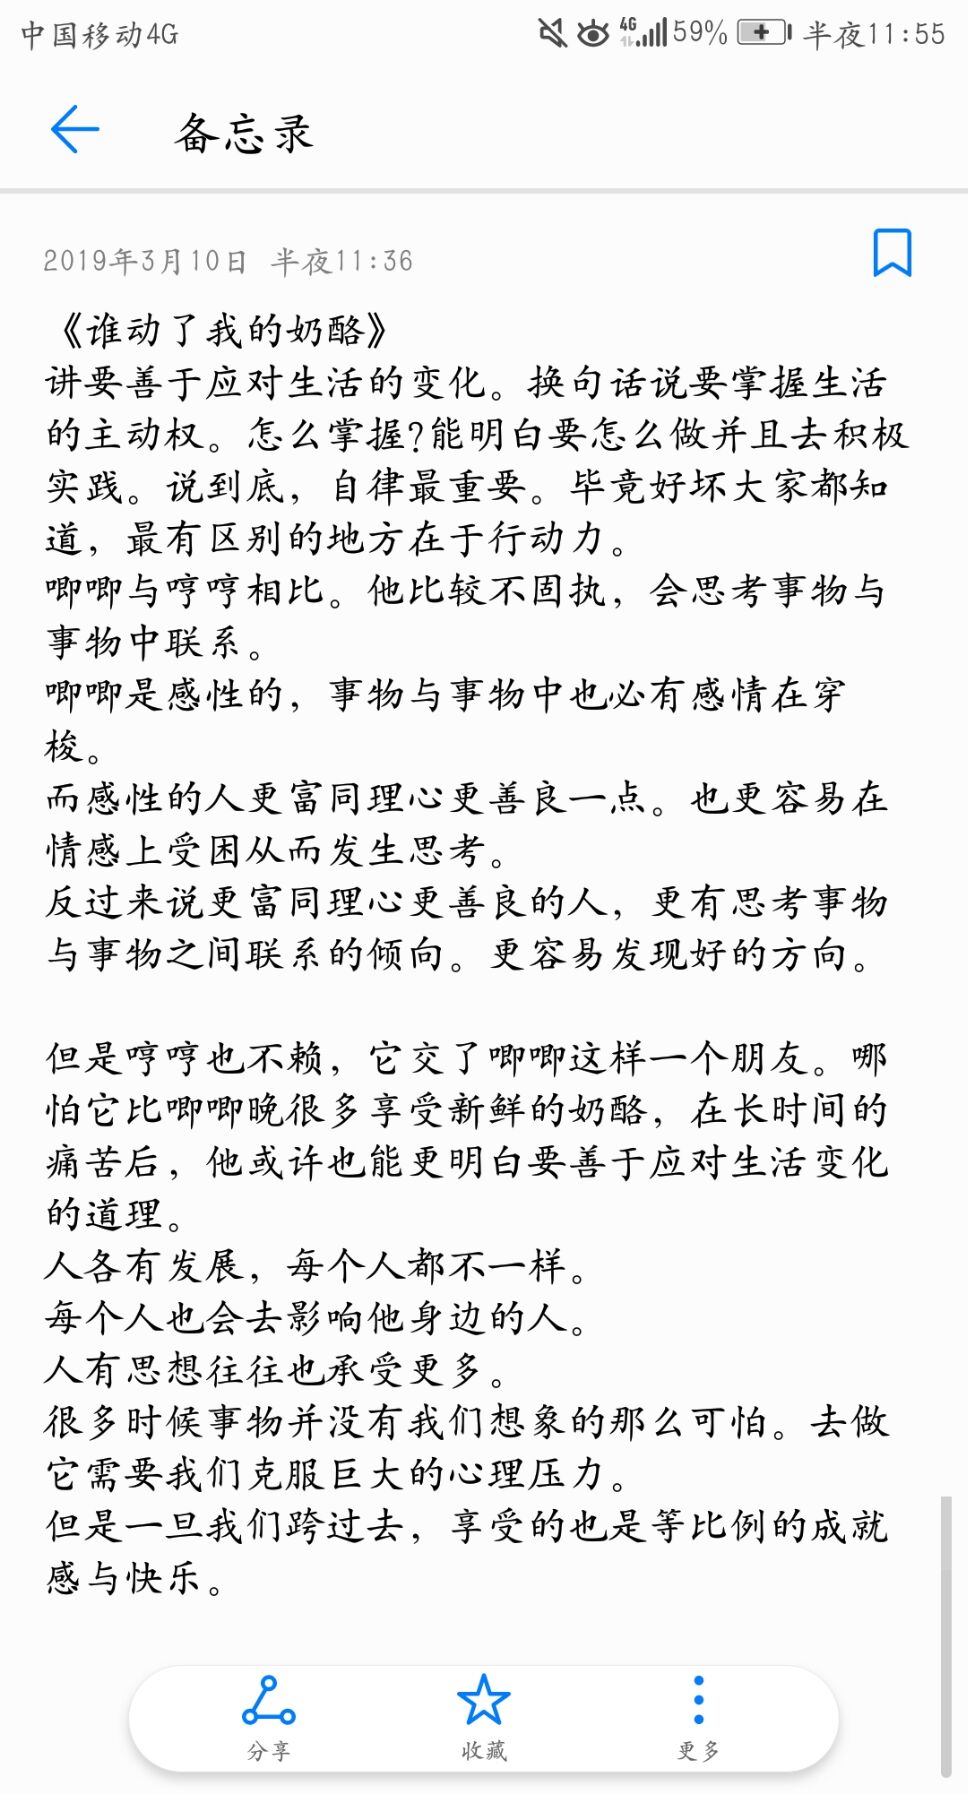 中国移动4G 4G 59% 半夜11:55
备忘录
2019年3月10日 半夜11:36
《谁动了我的奶酪》
讲要善于应对生活的变化。换句话说要掌握生活
的主动权。怎么掌握?能明白要怎么做并且去积极
实践。说到底，自律最重要。毕竟好坏大家都知
道，最有区别的地方在于行动力。
唧唧与哼哼相比。他比较不固执，会思考事物与
事物中联系。
唧唧是感性的，事物与事物中也必有感情在穿
梭。
而感性的人更富同理心更善良一点。也更容易在
情感上受困从而发生思考。
反过来说更富同理心更善良的人，更有思考事物
与事物之间联系的倾向。更容易发现好的方向。
但是哼哼也不赖，它交了唧唧这样一个朋友。哪
怕它比唧唧晚很多享受新鲜的奶酪，在长时间的
痛苦后，他或许也能更明白要善于应对生活变化
的道理。
人各有发展，每个人都不一样。
每个人也会去影响他身边的人。
人有思想往往也承受更多。
很多时候事物并没有我们想象的那么可怕。去做
它需要我们克服巨大的心理压力。
但是一旦我们跨过去，享受的也是等比例的成就
感与快乐。
分享 收藏 更多